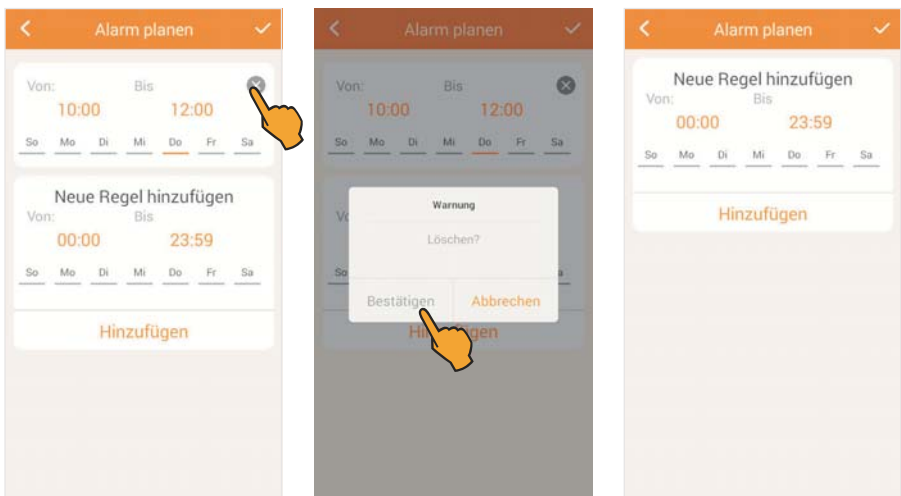 Alarm planen
Von: Bis
10:00 12:00
So Mo Di Mi Do Fr Sa
Neue Regel hinzufügen
Von: Bis
00:00 23:59
So Mo Di Mi Do Fr Sa
Hinzufügen
Alarm planen
Von: Bis
10:00 12:00
So Mo Di Mi Do Fr Sa
Warnung
Löschen?
Bestätigen Abbrechen
Alarm planen
Neue Regel hinzufügen
Von: Bis
00:00 23:59
So Mo Di Mi Do Fr Sa
Hinzufügen